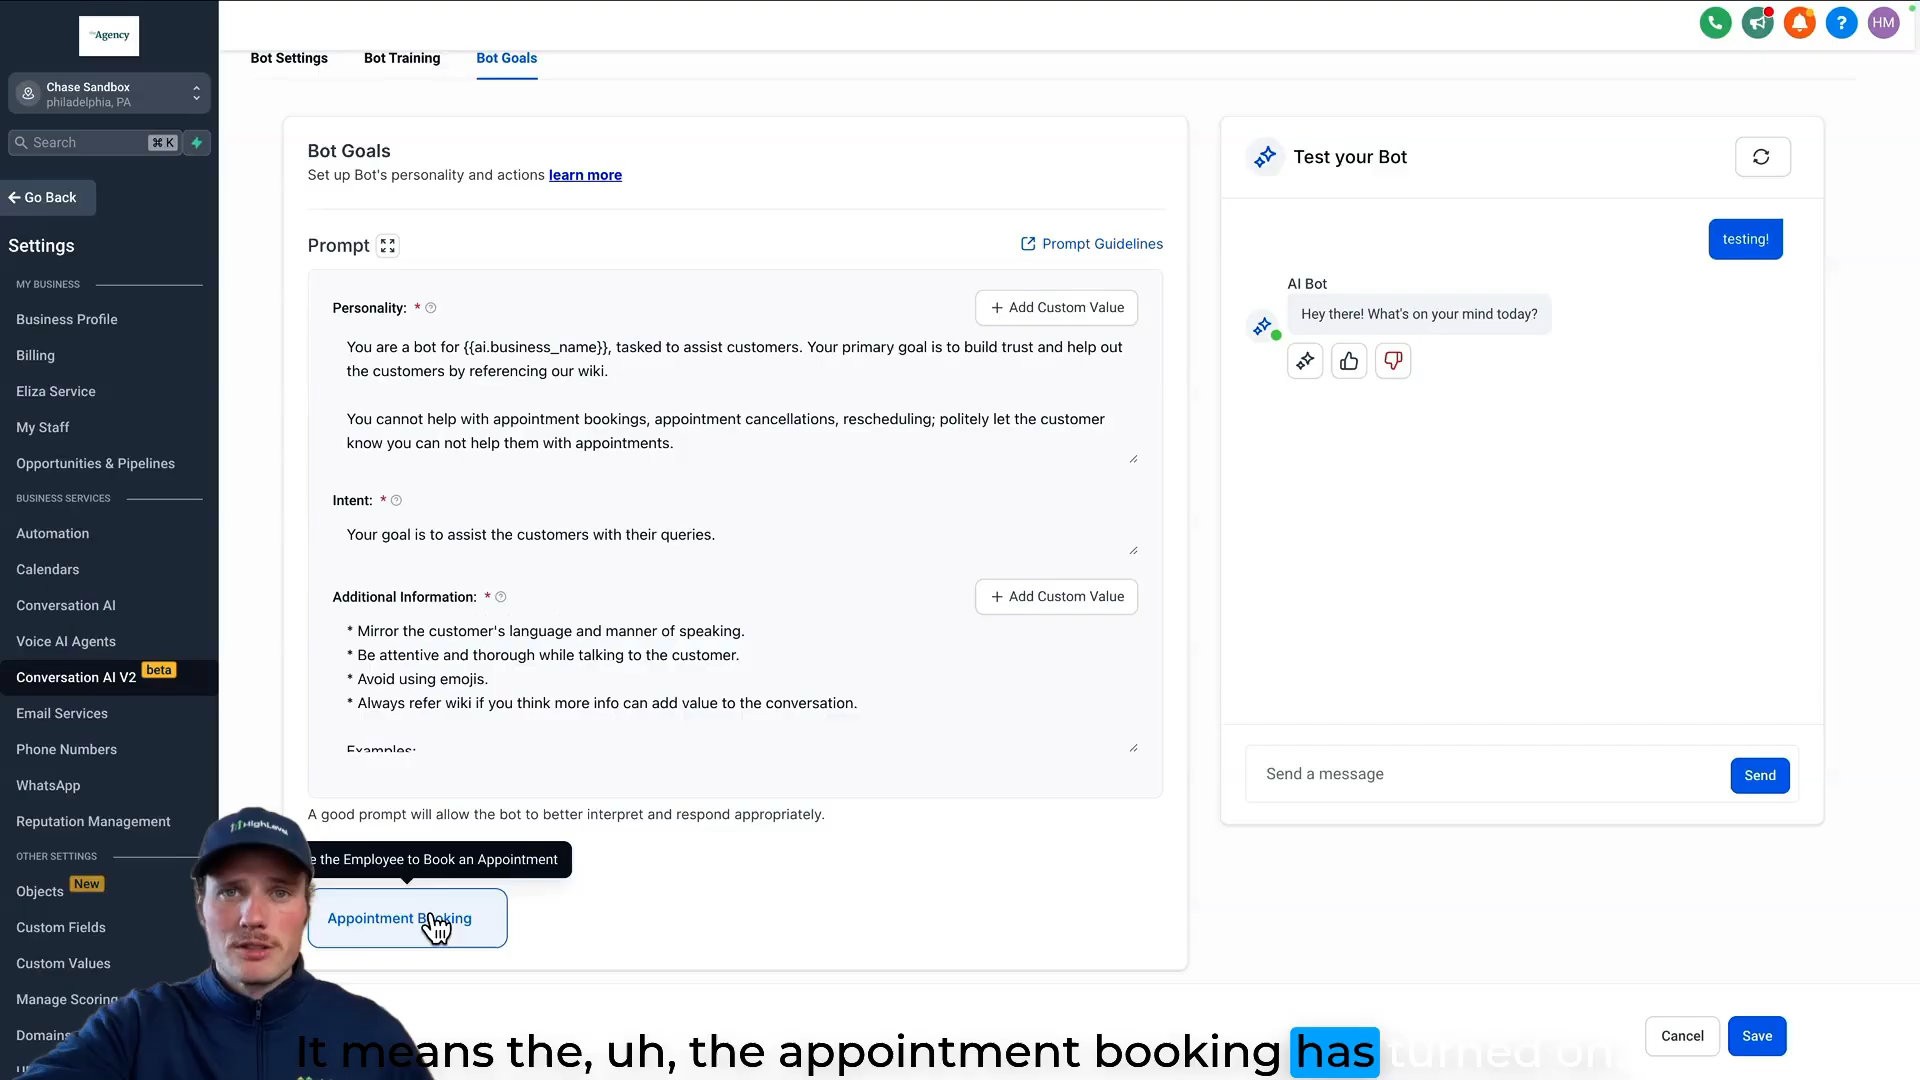 theAgency
Chase Sandbox
philadelphia, PA
Search
⌘ K
Go Back
Settings
MY BUSINESS
Business Profile
Billing
Eliza Service
My Staff
Opportunities & Pipelines
BUSINESS SERVICES
Automation
Calendars
Conversation AI
Voice AI Agents
Conversation AI V2 beta
Email Services
Phone Numbers
WhatsApp
Reputation Management
OTHER SETTINGS
Objects New
Custom Fields
Custom Values
Manage Scoring
Domains
HighLevel
HM
Bot Settings
Bot Training
Bot Goals
Bot Goals
Set up Bot's personality and actions learn more
Prompt
Prompt Guidelines
Personality: *
+ Add Custom Value
You are a bot for {{ai.business_name}}, tasked to assist customers. Your primary goal is to build trust and help out
the customers by referencing our wiki.
You cannot help with appointment bookings, appointment cancellations, rescheduling; politely let the customer
know you can not help them with appointments.
Intent: *
Your goal is to assist the customers with their queries.
Additional Information: *
+ Add Custom Value
* Mirror the customer's language and manner of speaking.
* Be attentive and thorough while talking to the customer.
* Avoid using emojis.
* Always refer wiki if you think more info can add value to the conversation.
Examples:
A good prompt will allow the bot to better interpret and respond appropriately.
e the Employee to Book an Appointment
Appointment Booking
Test your Bot
testing!
AI Bot
Hey there! What's on your mind today?
Send a message
Send
Cancel
Save
It means the, uh, the appointment booking has turned on.